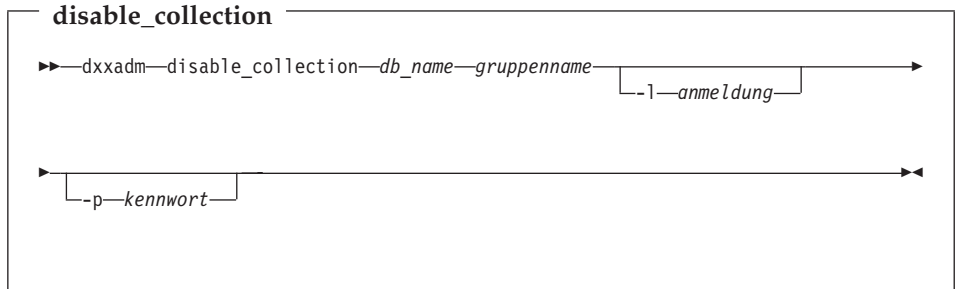 disable_collection
dxxadm disable_collection db_name gruppenname
-l anmeldung
-p kennwort